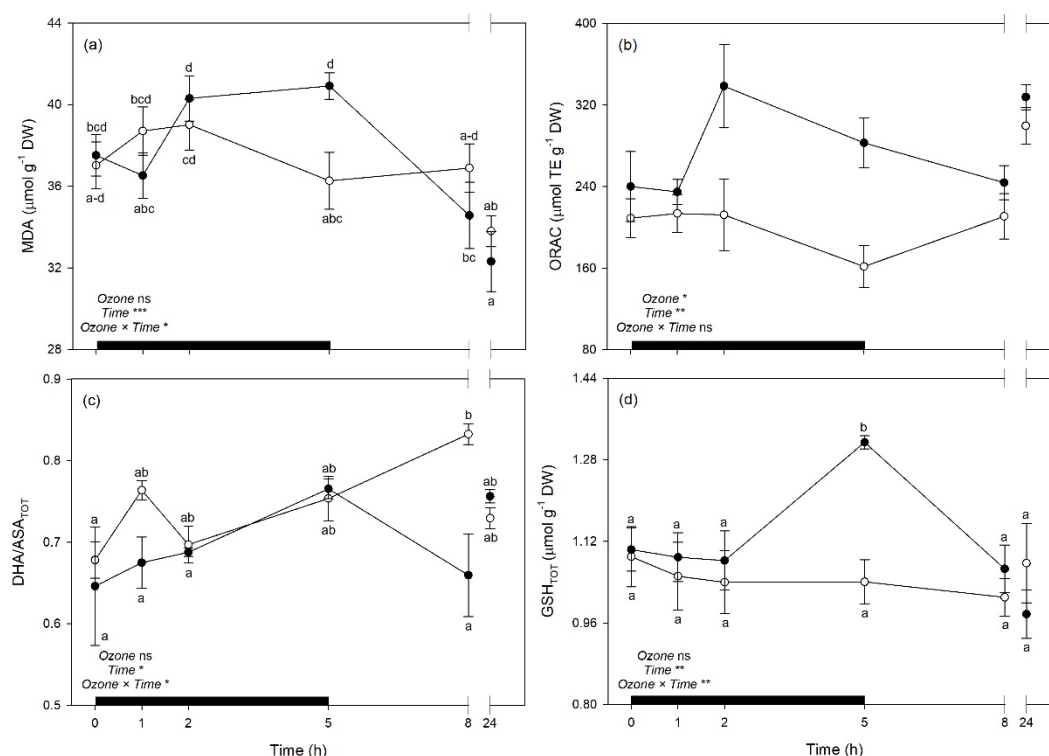 44
(a)
d
d
40
bcd
bcd
a-d
cd
36
a-d
abc
abc
ab
bc
32
a
Ozone ns
Time ***
Ozone × Time *
28
MDA (µmol g-1 DW)
400
(b)
320
240
160
Ozone *
Time **
Ozone × Time ns
80
ORAC (µmol TE g-1 DW)
0.9
(c)
b
0.8
ab
ab
ab
a
0.7
ab
ab
a
a
0.6
a
a
Ozone ns
Time *
Ozone × Time *
0.5
DHA/ASATOT
0
1
2
5
8
24
Time (h)
1.44
(d)
b
1.28
a
a
a
a
a
1.12
0.96
a
a
a
a
a
a
Ozone ns
Time **
Ozone × Time **
0.80
GSHTOT (µmol g-1 DW)
0
1
2
5
8
24
Time (h)